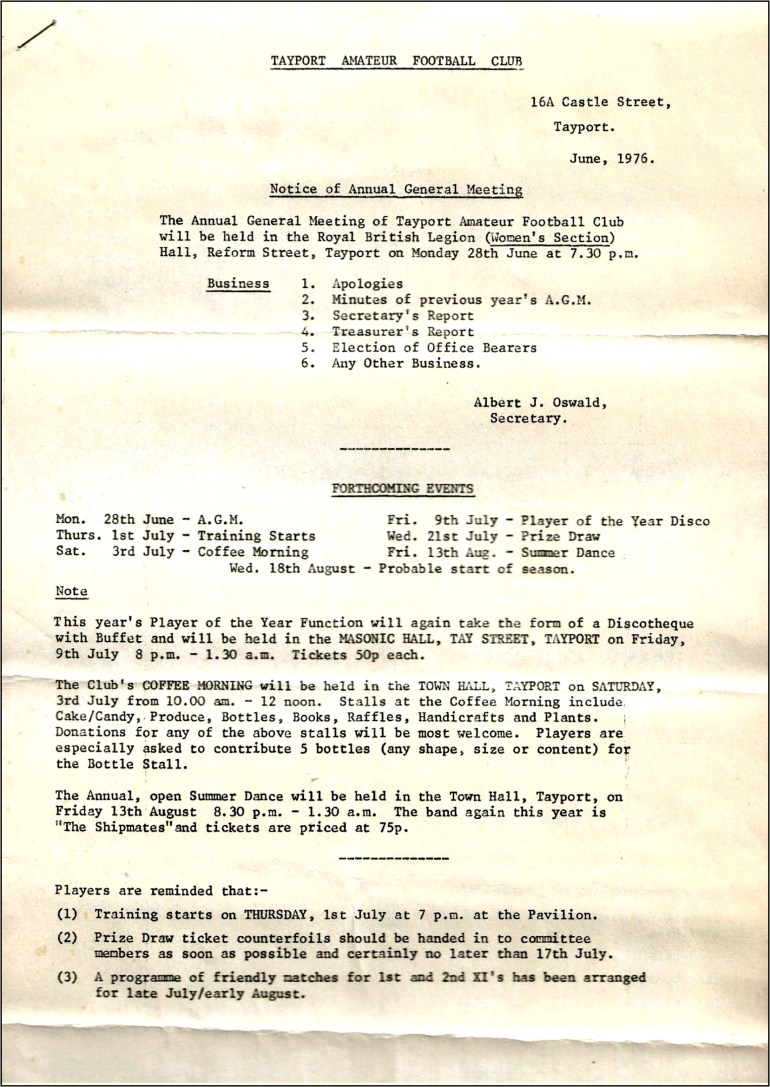 TAYPORT AMATEUR FOOTBALL CLUB
16A Castle Street,
Tayport.
June, 1976.
Notice of Annual General Meeting
The Annual General Meeting of Tayport Amateur Football Club
will be held in the Royal British Legion (Women's Section)
Hall, Reform Street, Tayport on Monday 28th June at 7.30 p.m.
Business 1. Apologies
2. Minutes of previous year's A.G.M.
3. Secretary's Report
4. Treasurer's Report
5. Election of Office Bearers
6. Any Other Business.
Albert J. Oswald,
Secretary.
--------------
FORTHCOMING EVENTS
Mon. 28th June - A.G.M. Fri. 9th July - Player of the Year Disco
Thurs. 1st July - Training Starts Wed. 21st July - Prize Draw
Sat. 3rd July - Coffee Morning Fri. 13th Aug. - Summer Dance
Wed. 18th August - Probable start of season.
Note
This year's Player of the Year Function will again take the form of a Discotheque
with Buffet and will be held in the MASONIC HALL, TAY STREET, TAYPORT on Friday,
9th July 8 p.m. - 1.30 a.m. Tickets 50p each.
The Club's COFFEE MORNING will be held in the TOWN HALL, TAYPORT on SATURDAY,
3rd July from 10.00 am. - 12 noon. Stalls at the Coffee Morning include
Cake/Candy, Produce, Bottles, Books, Raffles, Handicrafts and Plants.
Donations for any of the above stalls will be most welcome. Players are
especially asked to contribute 5 bottles (any shape, size or content) for
the Bottle Stall.
The Annual, open Summer Dance will be held in the Town Hall, Tayport, on
Friday 13th August 8.30 p.m. - 1.30 a.m. The band again this year is
"The Shipmates"and tickets are priced at 75p.
--------------
Players are reminded that:-
(1) Training starts on THURSDAY, 1st July at 7 p.m. at the Pavilion.
(2) Prize Draw ticket counterfoils should be handed in to committee
members as soon as possible and certainly no later than 17th July.
(3) A programme of friendly matches for 1st and 2nd XI's has been arranged
for late July/early August.